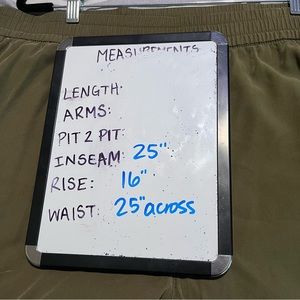 MEASUREMENTS
LENGTH:
ARMS:
PIT 2 PIT:
INSEAM: 25"
RISE: 16"
WAIST: 25" across